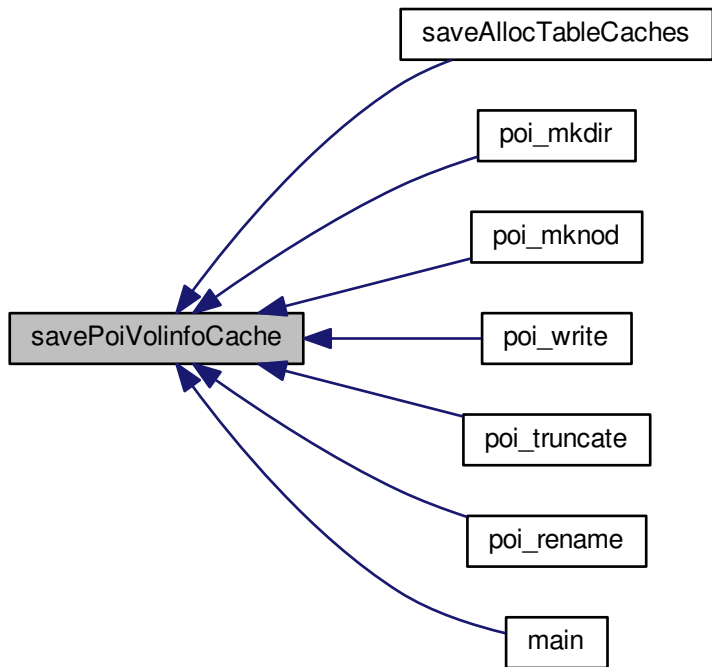 saveAllocTableCaches
poi_mkdir
poi_mknod
savePoiVolinfoCache
poi_write
poi_truncate
poi_rename
main